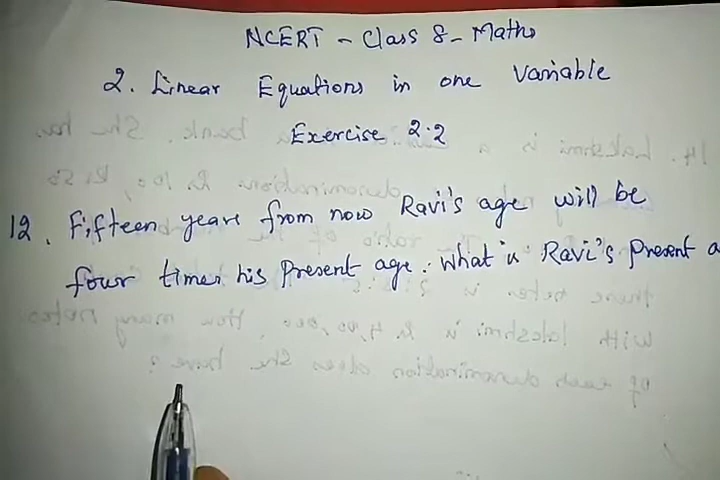 NCERT - Class 8 - Maths
2. Linear Equations in one Variable
Exercise 2.2
12. Fifteen years from now Ravi's age will be
four times his Present age. What is Ravi's Present a